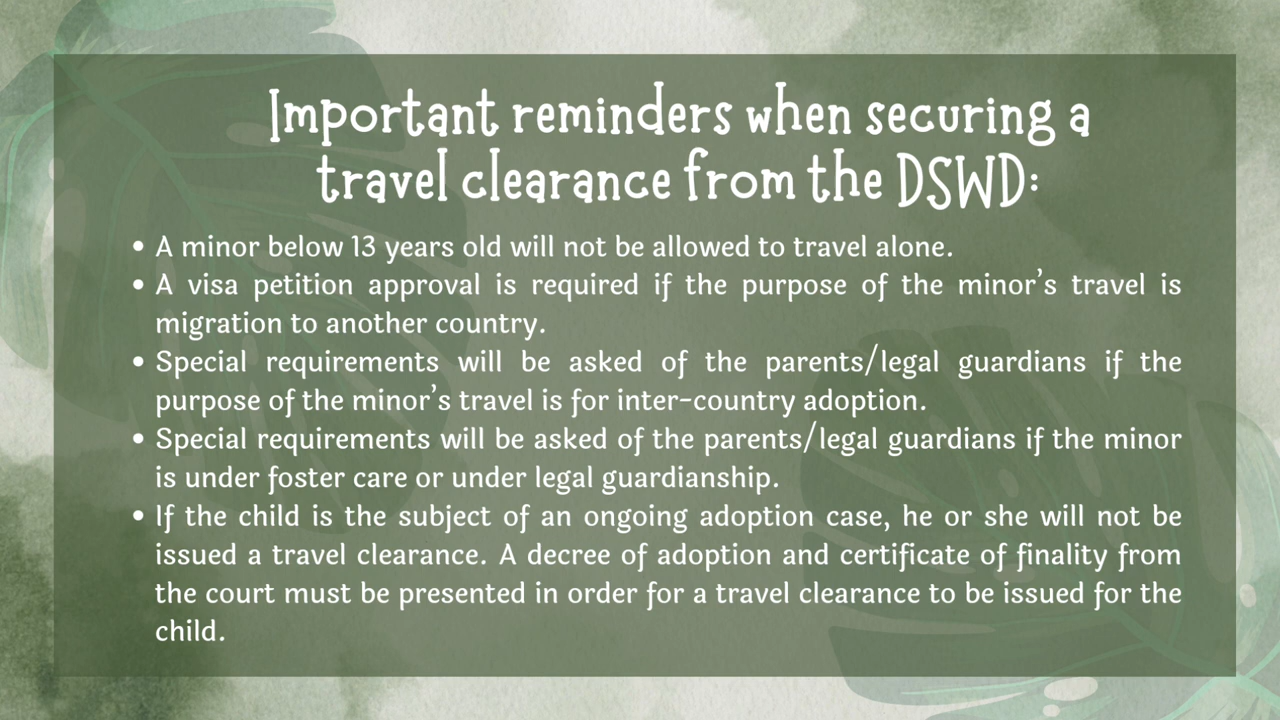 Important reminders when securing a
travel clearance from the DSWD:
• A minor below 13 years old will not be allowed to travel alone.
• A visa petition approval is required if the purpose of the minor's travel is
migration to another country.
• Special requirements will be asked of the parents/legal guardians if the
purpose of the minor's travel is for inter-country adoption.
• Special requirements will be asked of the parents/legal guardians if the minor
is under foster care or under legal guardianship.
• If the child is the subject of an ongoing adoption case, he or she will not be
issued a travel clearance. A decree of adoption and certificate of finality from
the court must be presented in order for a travel clearance to be issued for the
child.